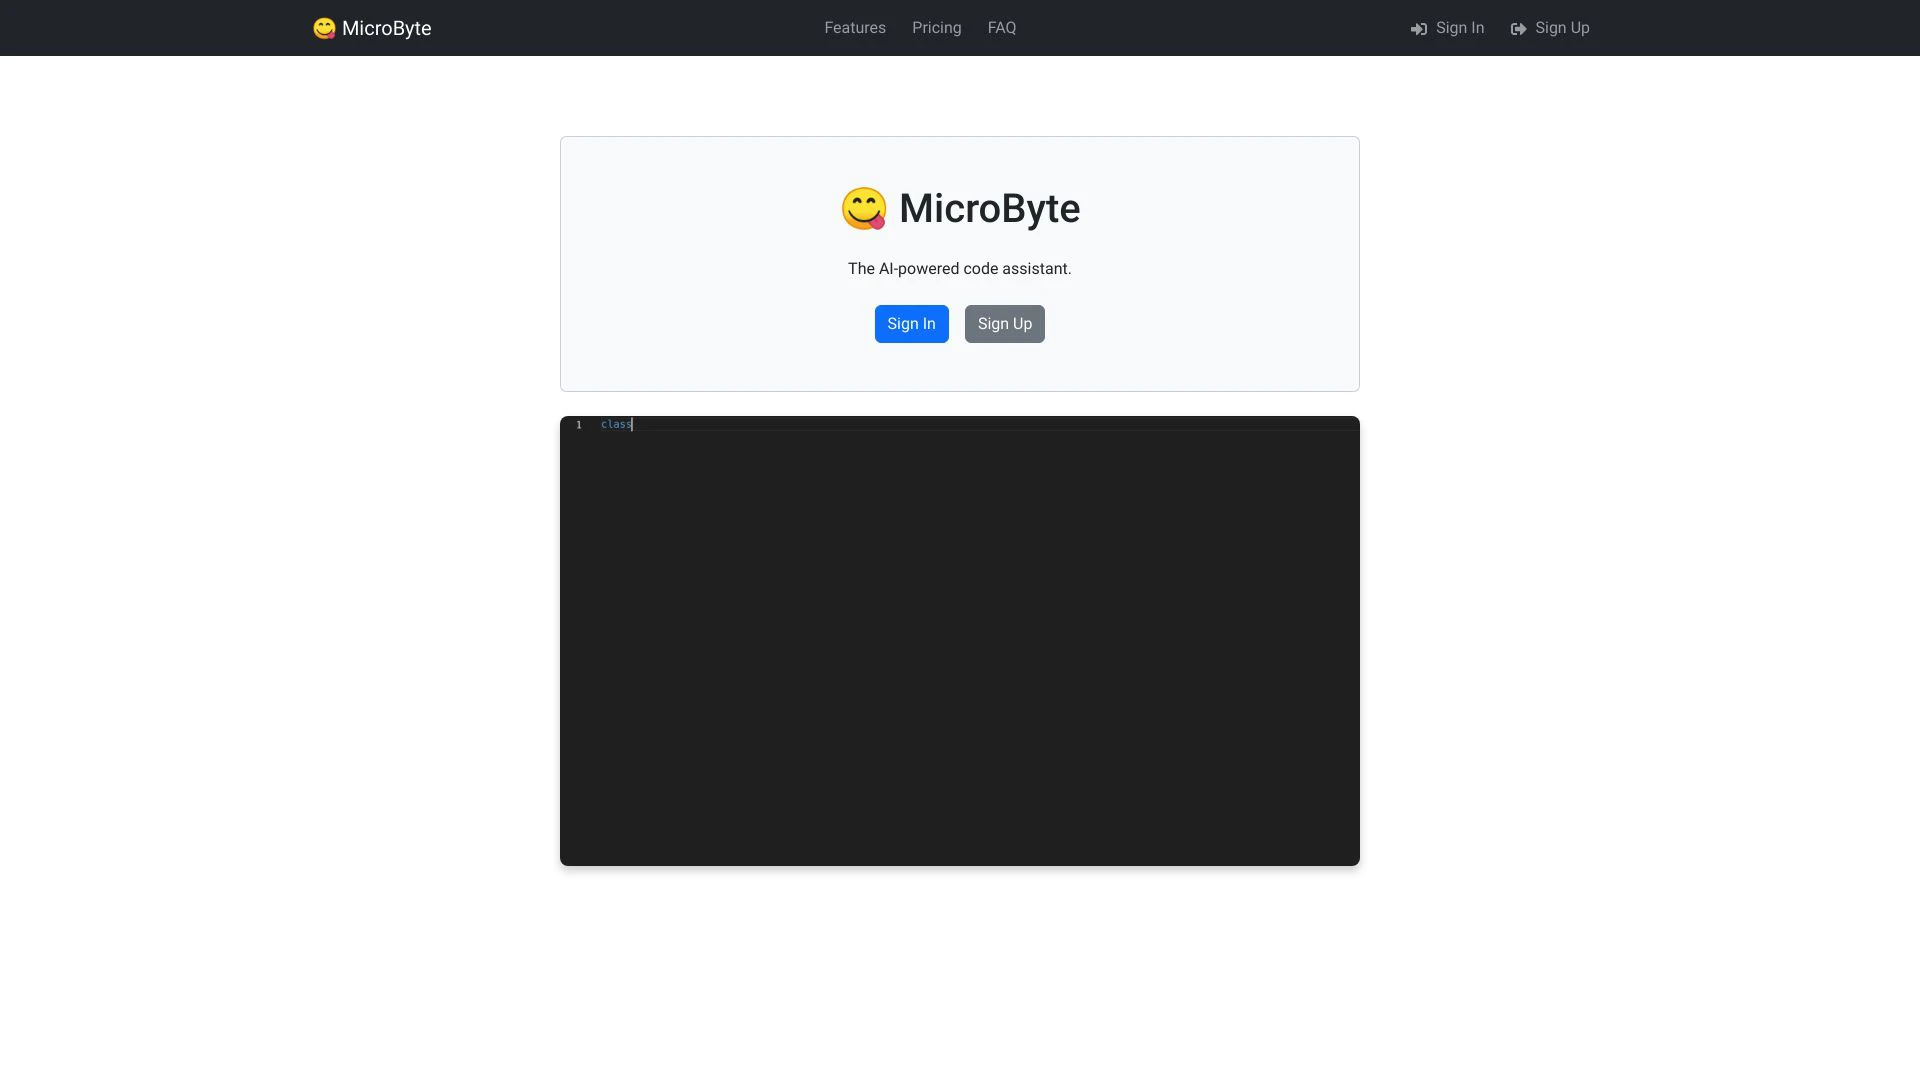 😋 MicroByte
Features Pricing FAQ
Sign In Sign Up
😋 MicroByte
The AI-powered code assistant.
Sign In Sign Up
1 class